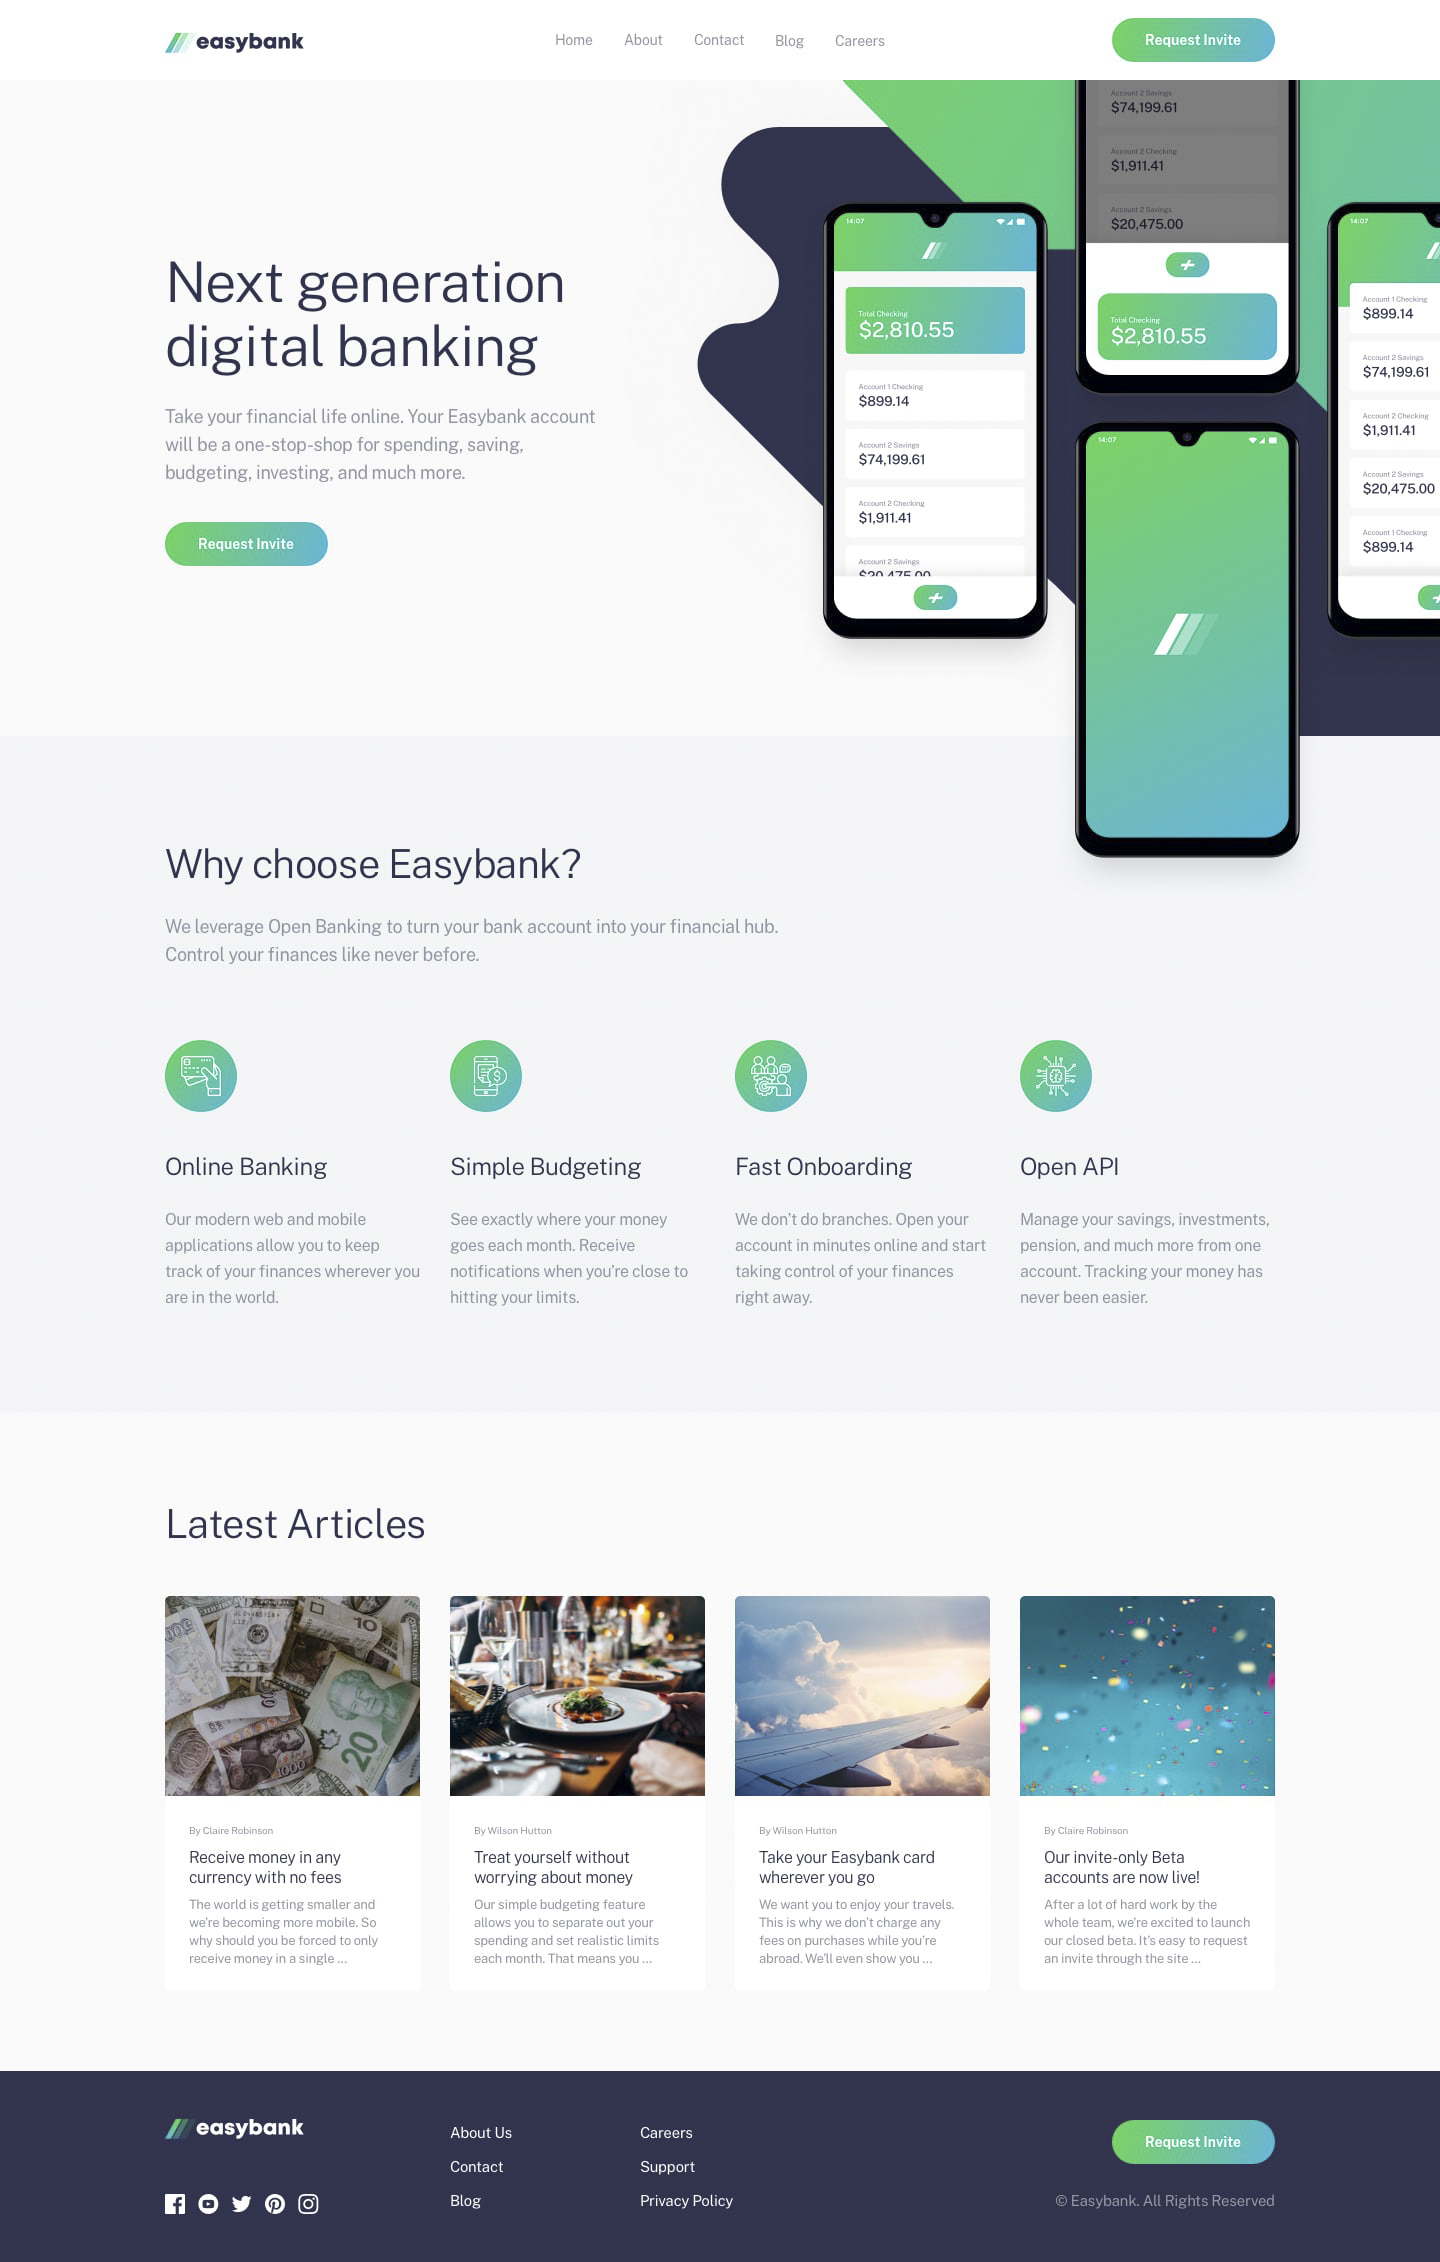 easybank
Home
About
Contact
Blog
Careers
Request Invite
Next generation
digital banking
Take your financial life online. Your Easybank account
will be a one-stop-shop for spending, saving,
budgeting, investing, and much more.
Request Invite
14:07
Total Checking
$2,810.55
Account 1 Checking
$899.14
Account 2 Savings
$74,199.61
Account 2 Checking
$1,911.41
Account 2 Savings
$20,475.00
Account 2 Savings
$74,199.61
Account 2 Checking
$1,911.41
Account 2 Savings
$20,475.00
Total Checking
$2,810.55
14:07
14:07
Account 1 Checking
$899.14
Account 2 Savings
$74,199.61
Account 2 Checking
$1,911.41
Account 2 Savings
$20,475.00
Account 1 Checking
$899.14
Why choose Easybank?
We leverage Open Banking to turn your bank account into your financial hub.
Control your finances like never before.
Online Banking
Our modern web and mobile
applications allow you to keep
track of your finances wherever you
are in the world.
Simple Budgeting
See exactly where your money
goes each month. Receive
notifications when you’re close to
hitting your limits.
Fast Onboarding
We don’t do branches. Open your
account in minutes online and start
taking control of your finances
right away.
Open API
Manage your savings, investments,
pension, and much more from one
account. Tracking your money has
never been easier.
Latest Articles
10
20
1000
By Claire Robinson
Receive money in any
currency with no fees
The world is getting smaller and
we’re becoming more mobile. So
why should you be forced to only
receive money in a single …
By Wilson Hutton
Treat yourself without
worrying about money
Our simple budgeting feature
allows you to separate out your
spending and set realistic limits
each month. That means you …
By Wilson Hutton
Take your Easybank card
wherever you go
We want you to enjoy your travels.
This is why we don’t charge any
fees on purchases while you’re
abroad. We’ll even show you …
By Claire Robinson
Our invite-only Beta
accounts are now live!
After a lot of hard work by the
whole team, we’re excited to launch
our closed beta. It’s easy to request
an invite through the site …
easybank
About Us
Contact
Blog
Careers
Support
Privacy Policy
Request Invite
© Easybank. All Rights Reserved